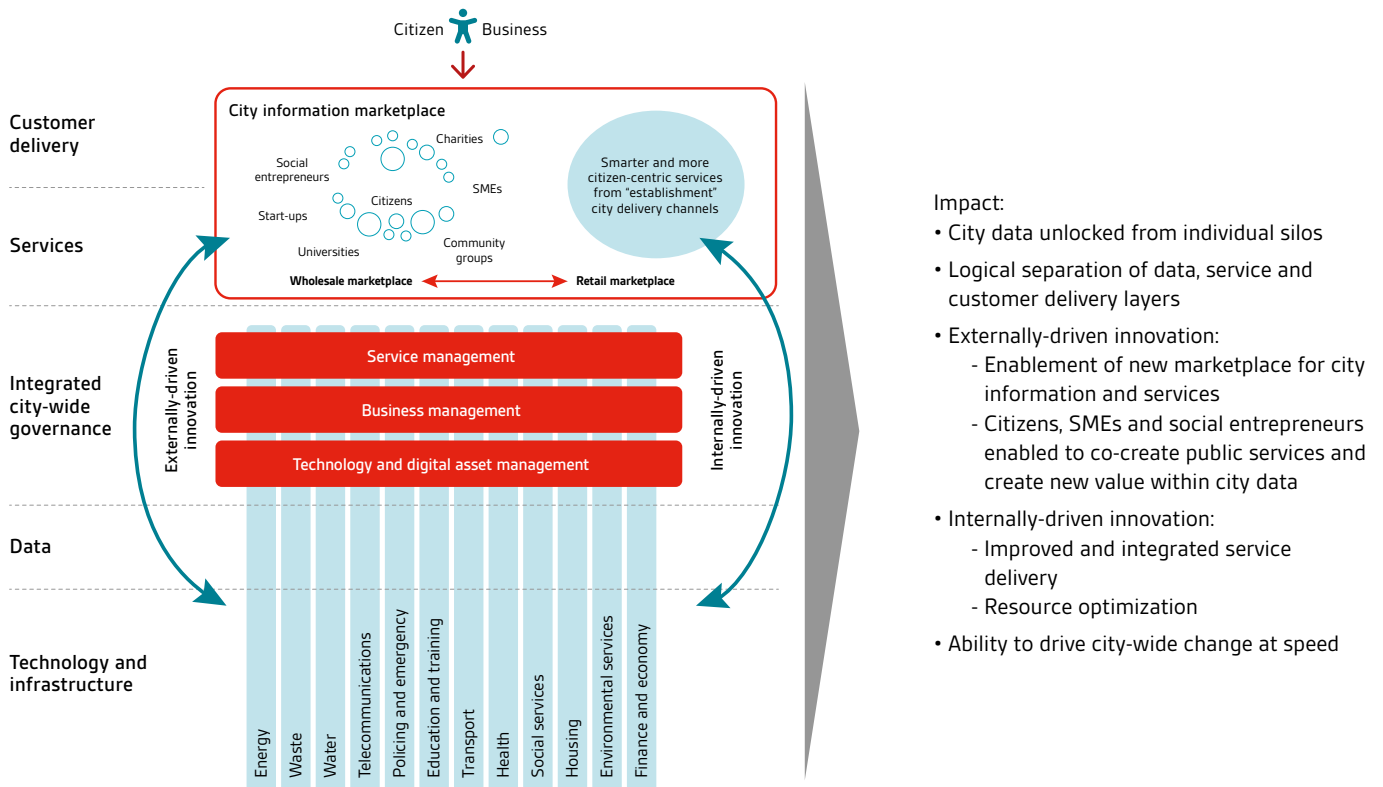 Citizen
Business
Customer
delivery
Services
Integrated
city-wide
governance
Data
Technology and
infrastructure
City information marketplace
Charities
Social
entrepreneurs
SMEs
Citizens
Start-ups
Universities
Community
groups
Smarter and more
citizen-centric services
from "establishment"
city delivery channels
Wholesale marketplace
Retail marketplace
Externally-driven
innovation
Service management
Business management
Technology and digital asset management
Internally-driven
innovation
Energy
Waste
Water
Telecommunications
Policing and emergency
Education and training
Transport
Health
Social services
Housing
Environmental services
Finance and economy
Impact:
• City data unlocked from individual silos
• Logical separation of data, service and
customer delivery layers
• Externally-driven innovation:
- Enablement of new marketplace for city
information and services
- Citizens, SMEs and social entrepreneurs
enabled to co-create public services and
create new value within city data
• Internally-driven innovation:
- Improved and integrated service
delivery
- Resource optimization
• Ability to drive city-wide change at speed